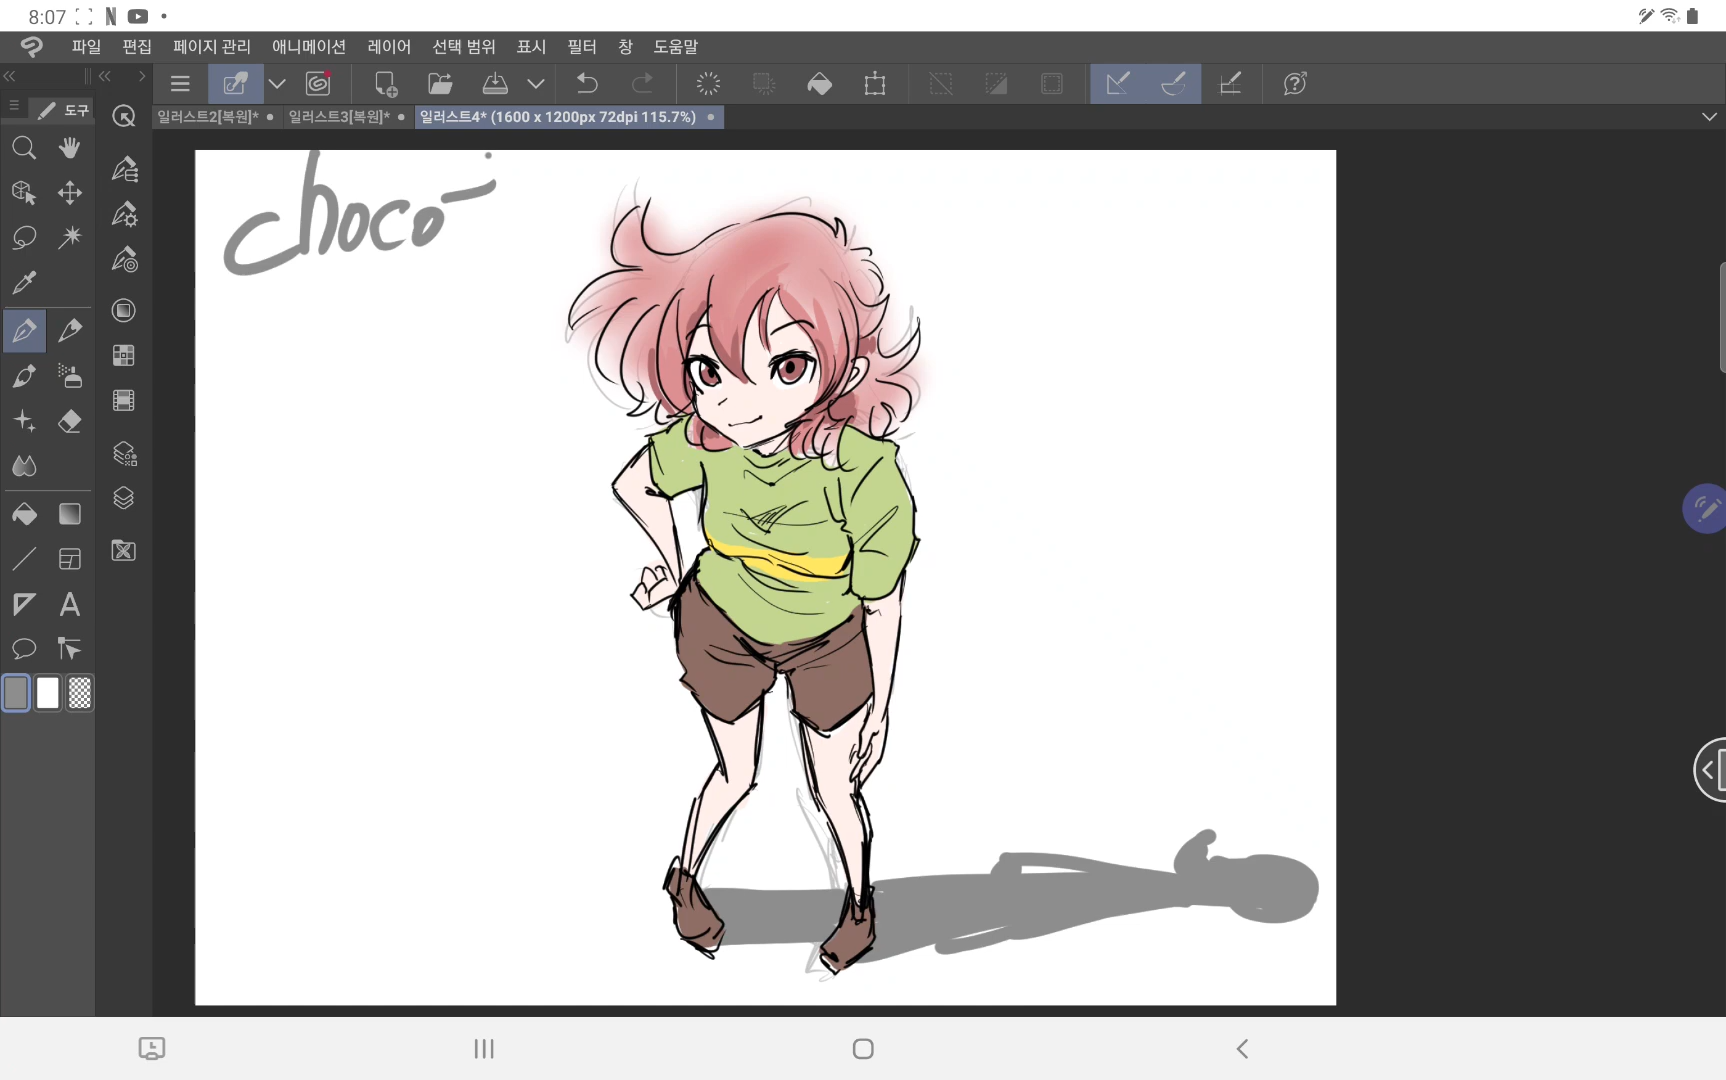 8:07
파일 편집 페이지 관리 애니메이션 레이어 선택 범위 표시 필터 창 도움말
도구
일러스트2[복원]* 일러스트3[복원]* 일러스트4* (1600 x 1200px 72dpi 115.7%)
choco